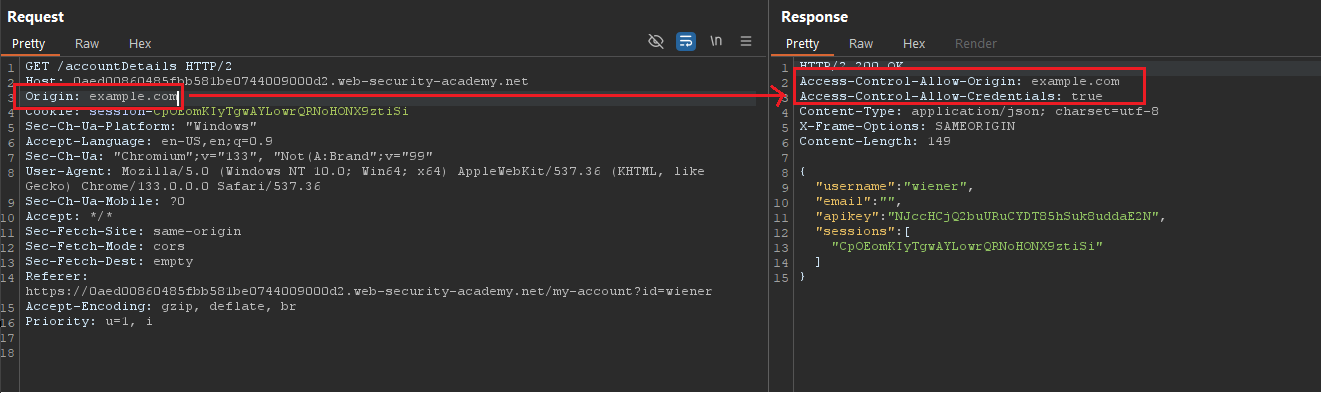 Request
Pretty Raw Hex
\n
1 GET /accountDetails HTTP/2
2 Host: 0aed00860485fbb581be0744009000d2.web-security-academy.net
3 Origin: example.com
4 Cookie: session=CpOEomKIyTgwAYLowrQRNoHONX9ztiSi
5 Sec-Ch-Ua-Platform: "Windows"
6 Accept-Language: en-US,en;q=0.9
7 Sec-Ch-Ua: "Chromium";v="133", "Not(A:Brand";v="99"
8 User-Agent: Mozilla/5.0 (Windows NT 10.0; Win64; x64) AppleWebKit/537.36 (KHTML, like
Gecko) Chrome/133.0.0.0 Safari/537.36
9 Sec-Ch-Ua-Mobile: ?0
10 Accept: */*
11 Sec-Fetch-Site: same-origin
12 Sec-Fetch-Mode: cors
13 Sec-Fetch-Dest: empty
14 Referer:
https://0aed00860485fbb581be0744009000d2.web-security-academy.net/my-account?id=wiener
15 Accept-Encoding: gzip, deflate, br
16 Priority: u=1, i
17
18
Response
Pretty Raw Hex Render
1 HTTP/2 200 OK
2 Access-Control-Allow-Origin: example.com
3 Access-Control-Allow-Credentials: true
4 Content-Type: application/json; charset=utf-8
5 X-Frame-Options: SAMEORIGIN
6 Content-Length: 149
7
8 {
9 "username":"wiener",
10 "email":"",
11 "apikey":"NJccHCjQ2buURuCYDT85hSuk8uddaE2N",
12 "sessions":[
13 "CpOEomKIyTgwAYLowrQRNoHONX9ztiSi"
14 ]
15 }